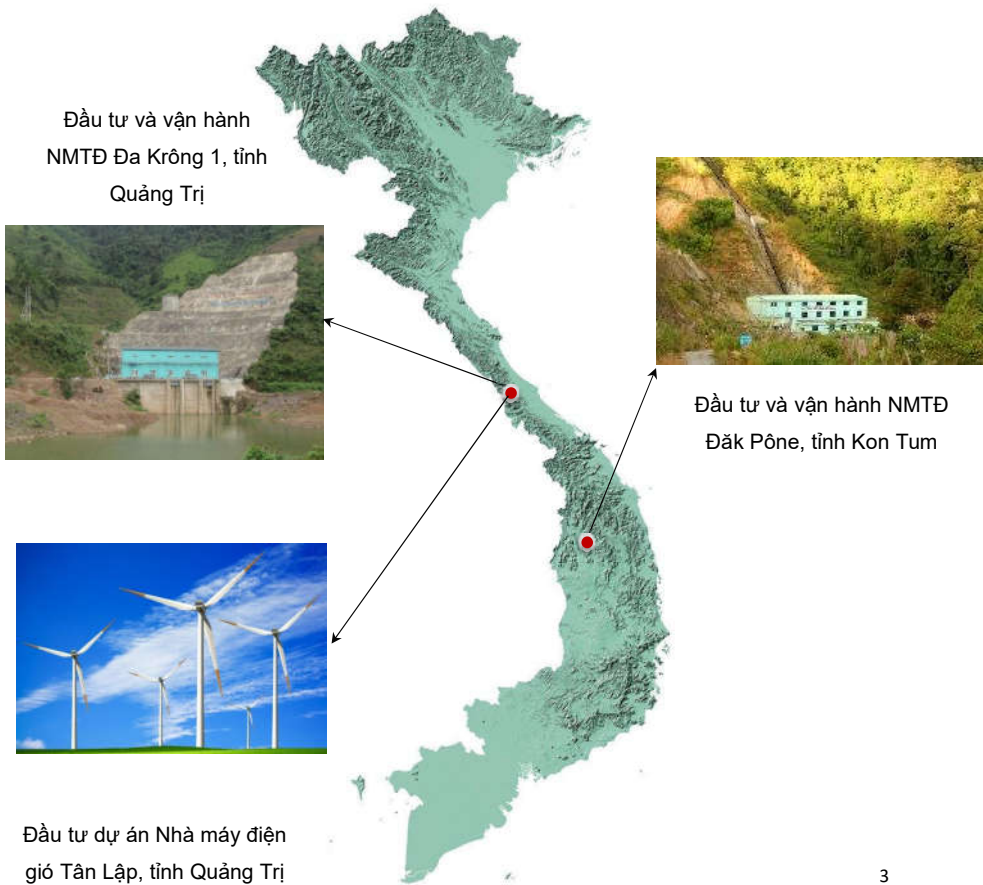 Đầu tư và vận hành
NMTĐ Đa Krông 1, tỉnh
Quảng Trị
Đầu tư và vận hành NMTĐ
Đăk Pône, tỉnh Kon Tum
Đầu tư dự án Nhà máy điện
gió Tân Lập, tỉnh Quảng Trị
3